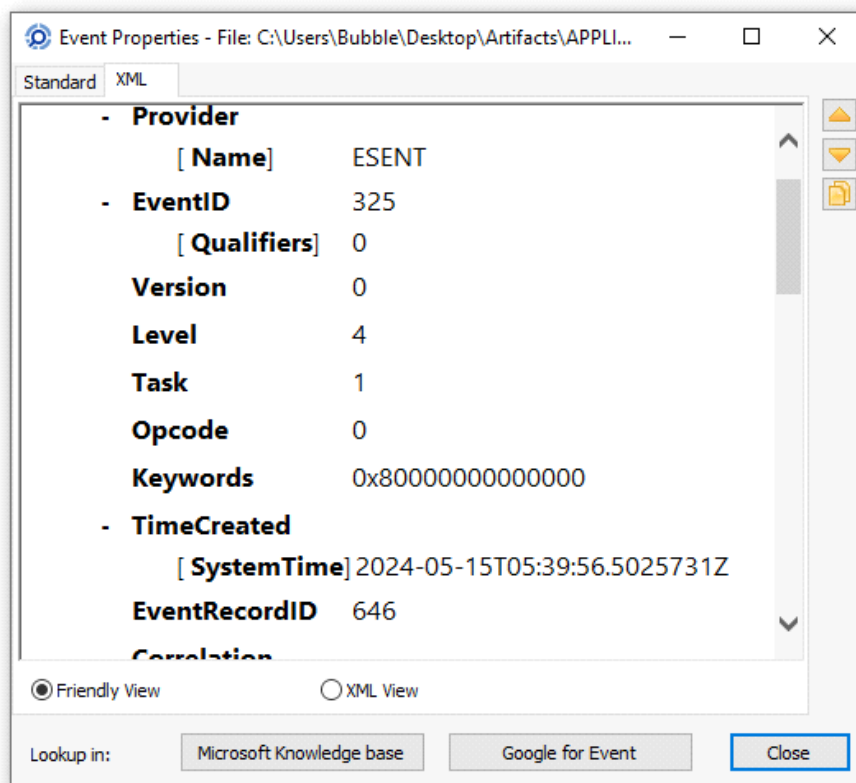 Event Properties - File: C:\Users\Bubble\Desktop\Artifacts\APPLI...
Standard XML
- Provider
[ Name] ESENT
- EventID 325
[ Qualifiers] 0
Version 0
Level 4
Task 1
Opcode 0
Keywords 0x80000000000000
- TimeCreated
[ SystemTime] 2024-05-15T05:39:56.5025731Z
EventRecordID 646
Correlation
Friendly View XML View
Lookup in: Microsoft Knowledge base Google for Event Close